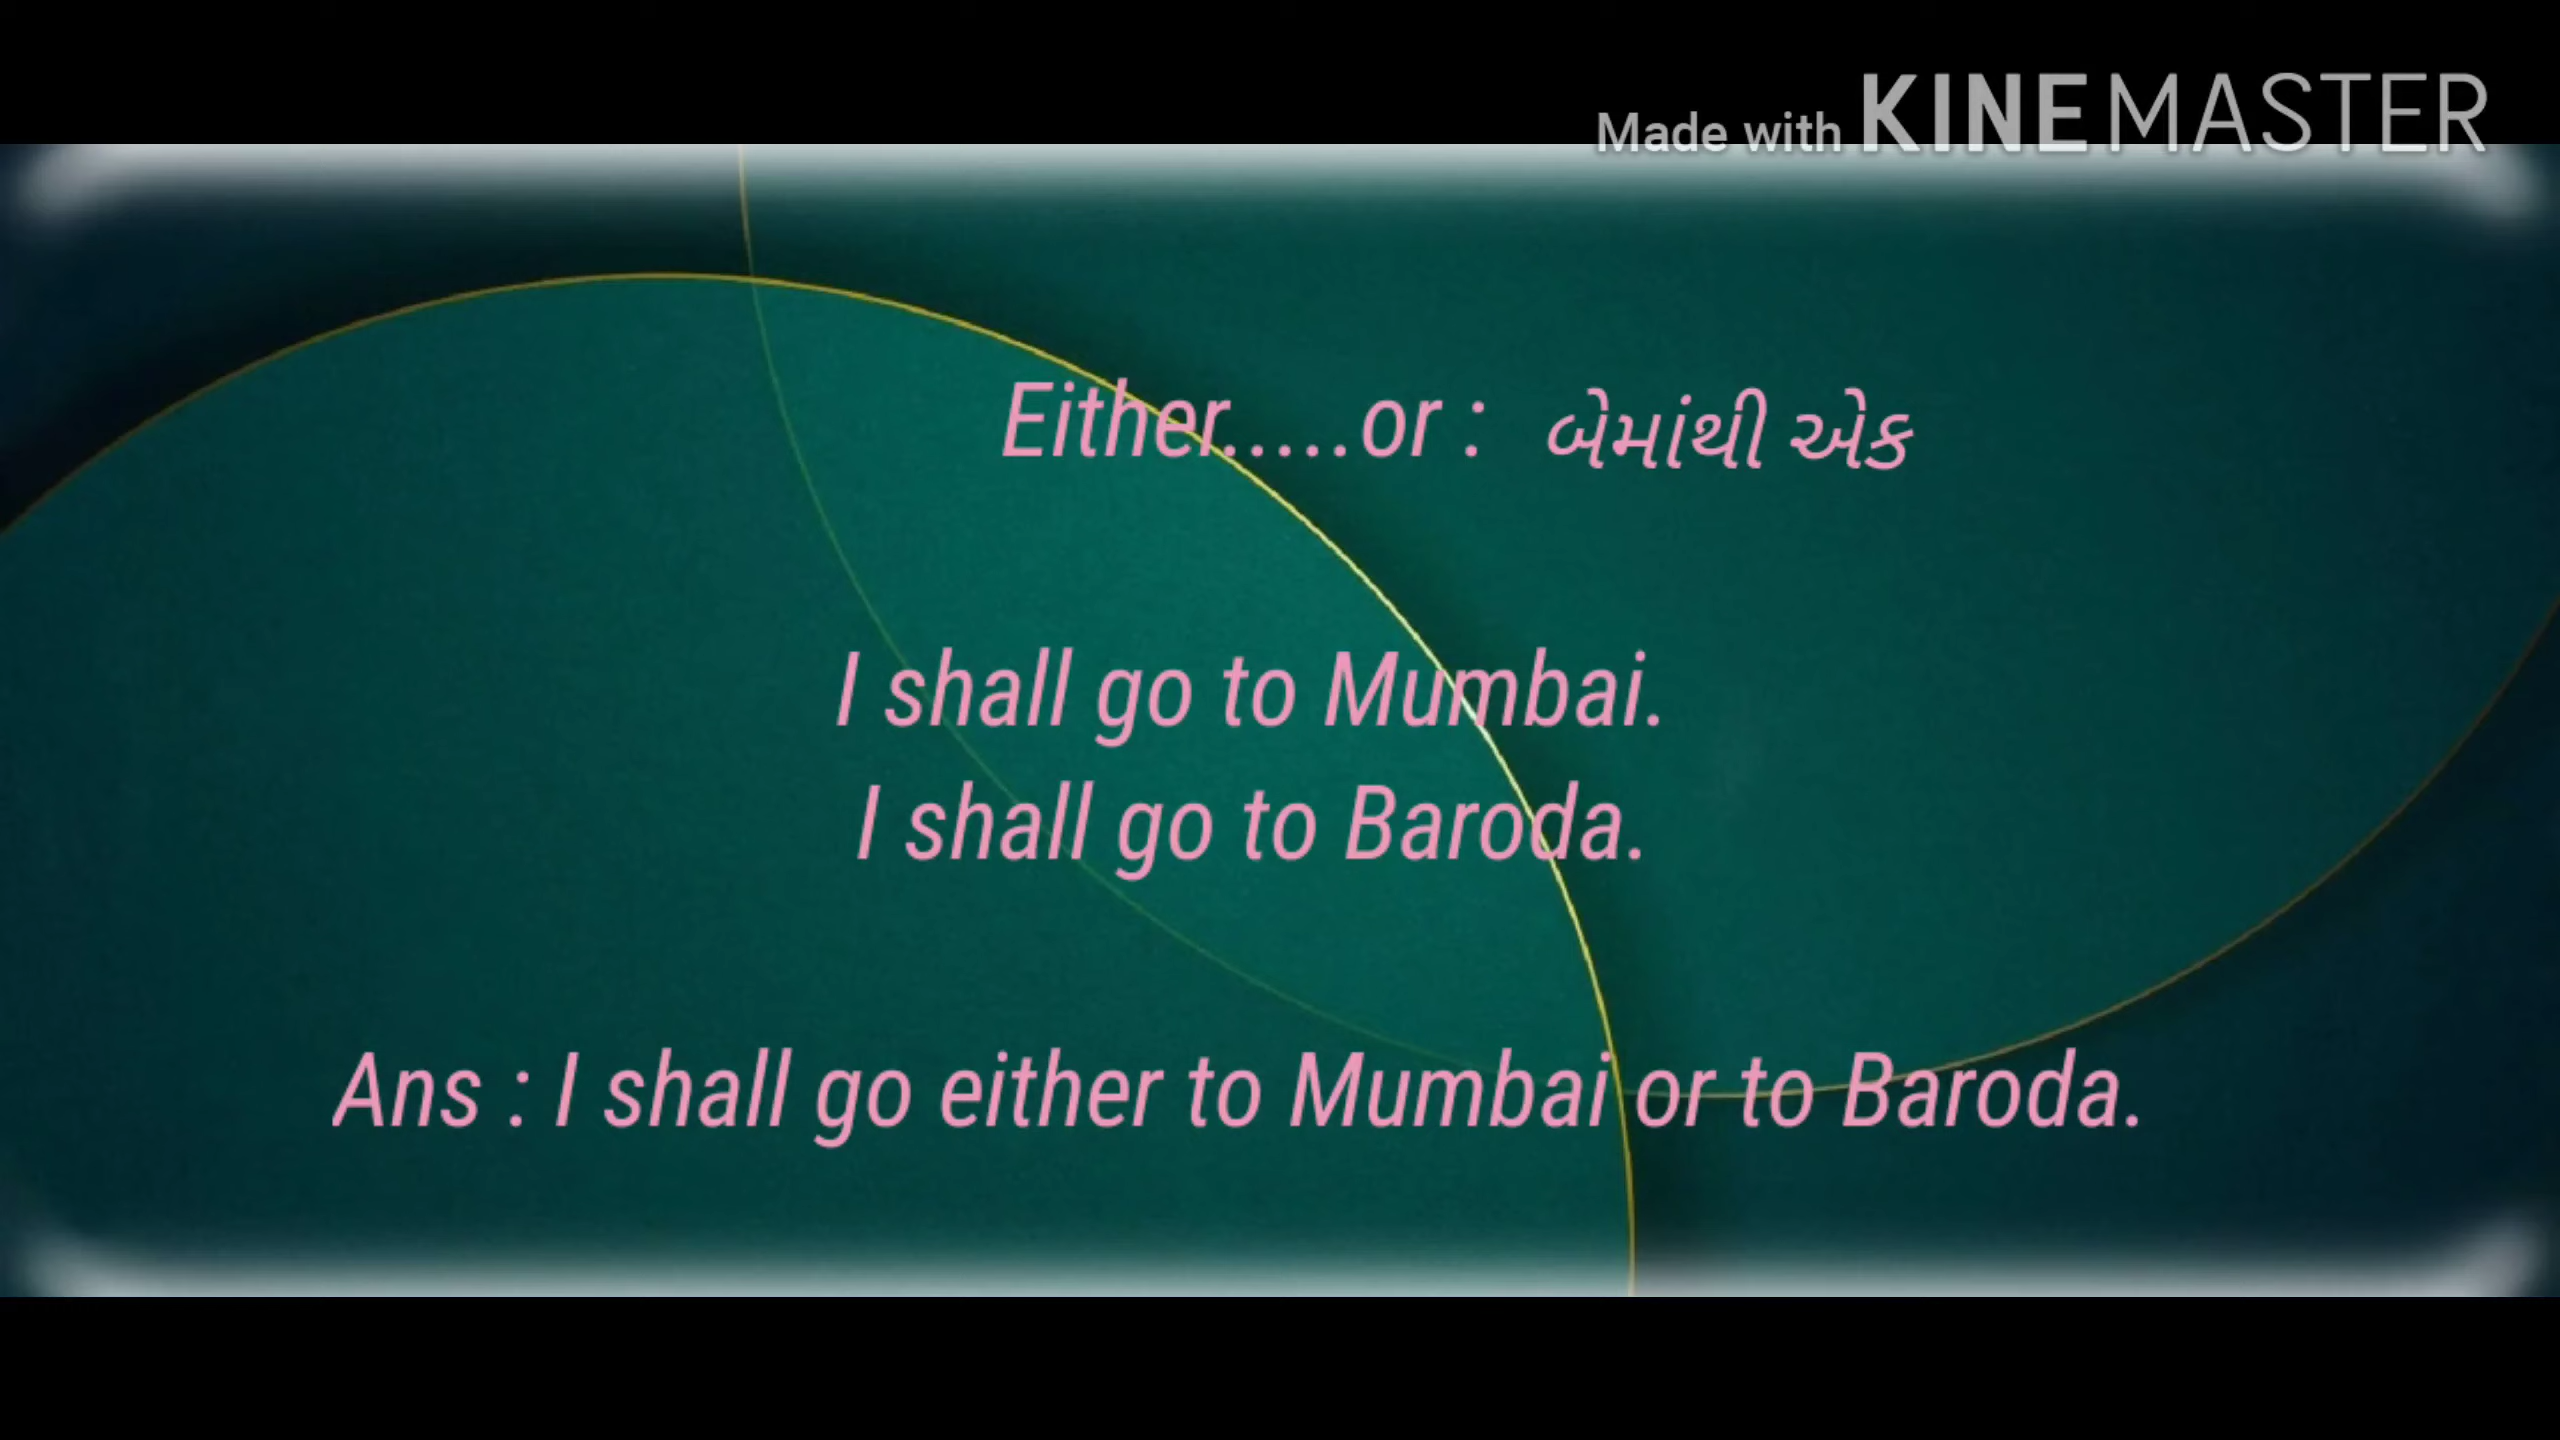 Made with KINEMASTER
Either.....or : બેમાંથી એક
I shall go to Mumbai.
I shall go to Baroda.
Ans : I shall go either to Mumbai or to Baroda.